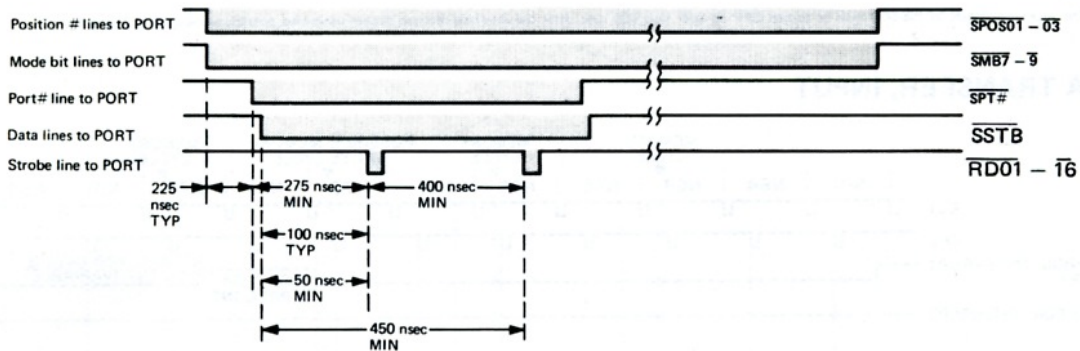 Position # lines to PORT
SPOS01 – 03
Mode bit lines to PORT
SMB7 – 9
Port# line to PORT
SPT#
Data lines to PORT
SSTB
Strobe line to PORT
RD01 – 16
225 nsec TYP
275 nsec MIN
400 nsec MIN
100 nsec TYP
50 nsec MIN
450 nsec MIN